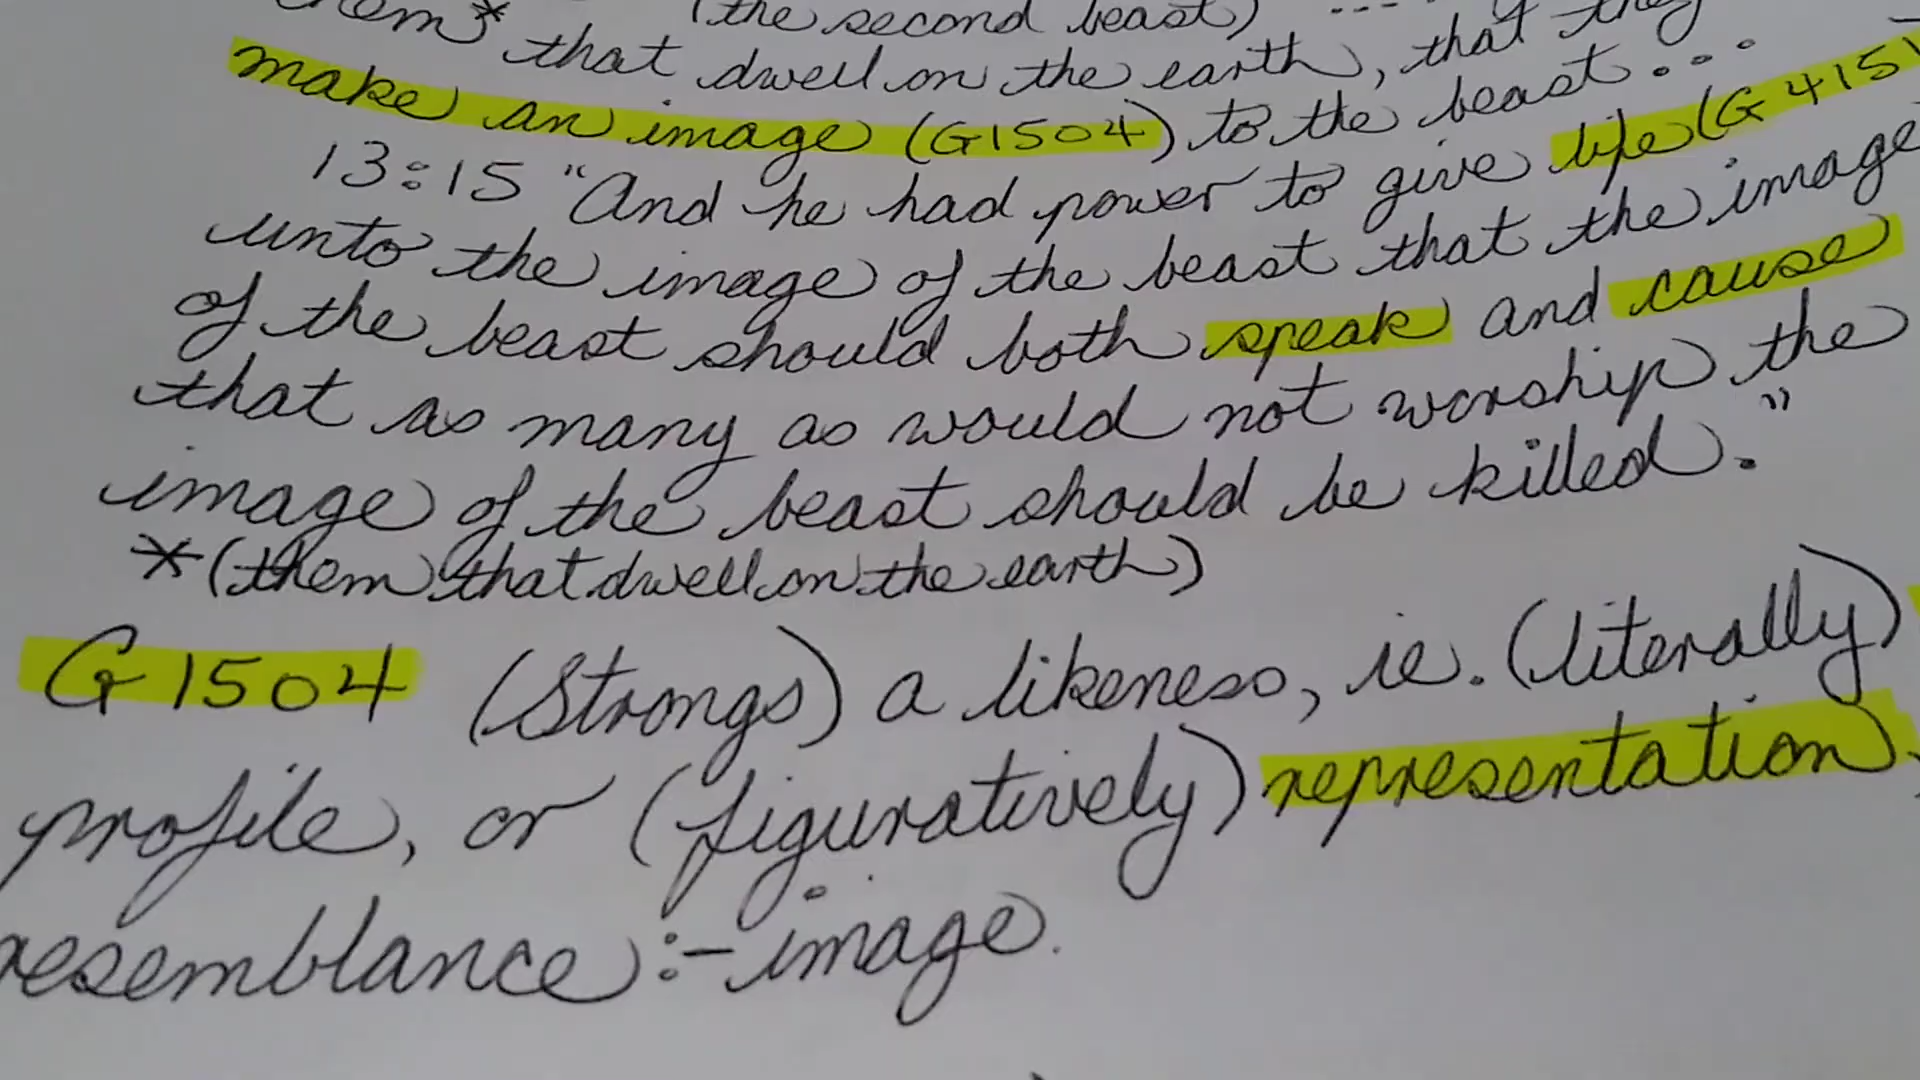 them* (the second beast) ----
that dwell on the earth, that they
make an image (G1504) to the beast...
13:15 "And he had power to give life (G 4151
unto the image of the beast that the image
of the beast should both speak and cause
that as many as would not worship the
image of the beast should be killed."
*(them that dwell on the earth)
G1504 (Strongs) a likeness, ie. (literally)
profile, or (figuratively) representation,
resemblance:- image.